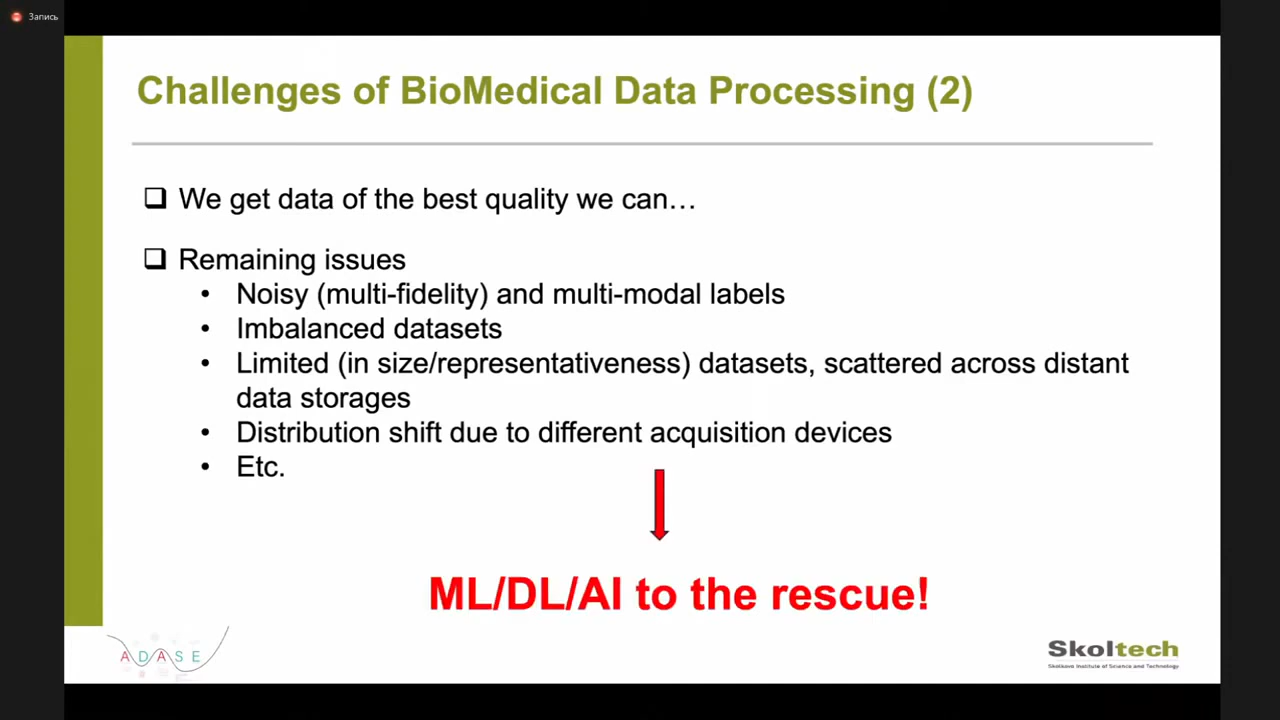 Запись
Challenges of BioMedical Data Processing (2)
❑ We get data of the best quality we can…
❑ Remaining issues
• Noisy (multi-fidelity) and multi-modal labels
• Imbalanced datasets
• Limited (in size/representativeness) datasets, scattered across distant
data storages
• Distribution shift due to different acquisition devices
• Etc.
ML/DL/AI to the rescue!
ADASE
Skoltech
Skolkovo Institute of Science and Technology